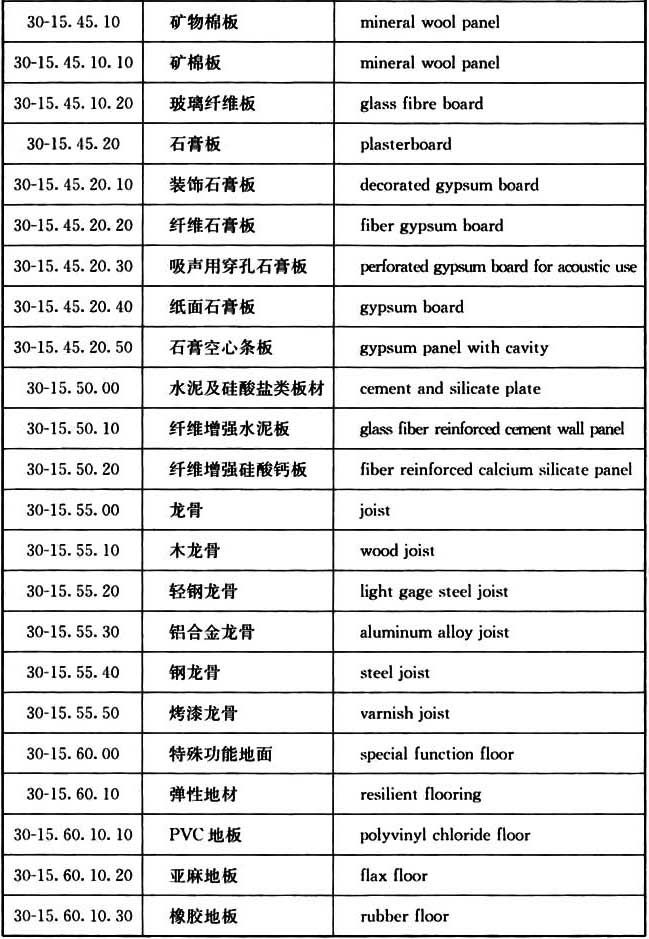 30-15.45.10 矿物棉板 mineral wool panel
30-15.45.10.10 矿棉板 mineral wool panel
30-15.45.10.20 玻璃纤维板 glass fibre board
30-15.45.20 石膏板 plasterboard
30-15.45.20.10 装饰石膏板 decorated gypsum board
30-15.45.20.20 纤维石膏板 fiber gypsum board
30-15.45.20.30 吸声用穿孔石膏板 perforated gypsum board for acoustic use
30-15.45.20.40 纸面石膏板 gypsum board
30-15.45.20.50 石膏空心条板 gypsum panel with cavity
30-15.50.00 水泥及硅酸盐类板材 cement and silicate plate
30-15.50.10 纤维增强水泥板 glass fiber reinforced cement wall panel
30-15.50.20 纤维增强硅酸钙板 fiber reinforced calcium silicate panel
30-15.55.00 龙骨 joist
30-15.55.10 木龙骨 wood joist
30-15.55.20 轻钢龙骨 light gage steel joist
30-15.55.30 铝合金龙骨 aluminum alloy joist
30-15.55.40 钢龙骨 steel joist
30-15.55.50 烤漆龙骨 varnish joist
30-15.60.00 特殊功能地面 special function floor
30-15.60.10 弹性地材 resilient flooring
30-15.60.10.10 PVC地板 polyvinyl chloride floor
30-15.60.10.20 亚麻地板 flax floor
30-15.60.10.30 橡胶地板 rubber floor